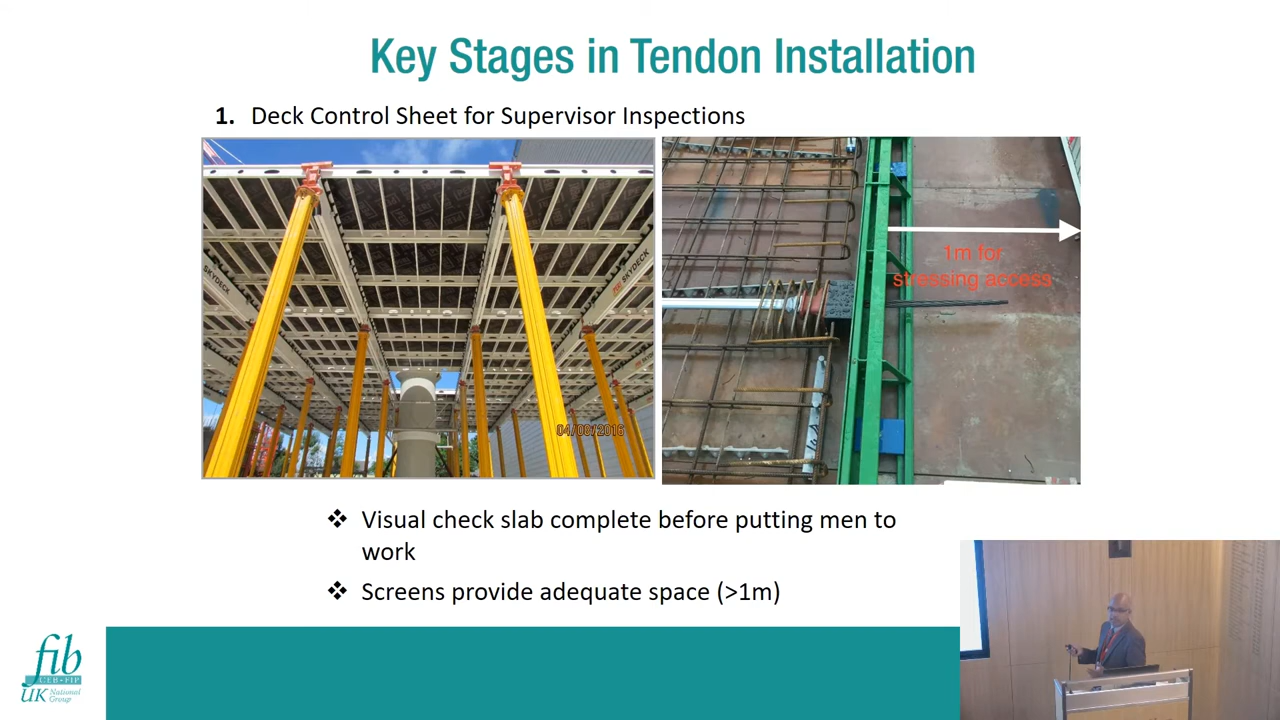 Key Stages in Tendon Installation
1. Deck Control Sheet for Supervisor Inspections
SKYDECK
SKYDECK
04/08/2016
1m for
stressing access
❖ Visual check slab complete before putting men to
work
❖ Screens provide adequate space (>1m)
fib
CEB-FIP
UK National
Group